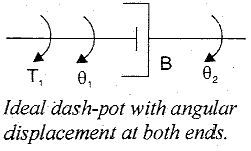 B
T₁ θ₁ θ₂
Ideal dash-pot with angular
displacement at both ends.